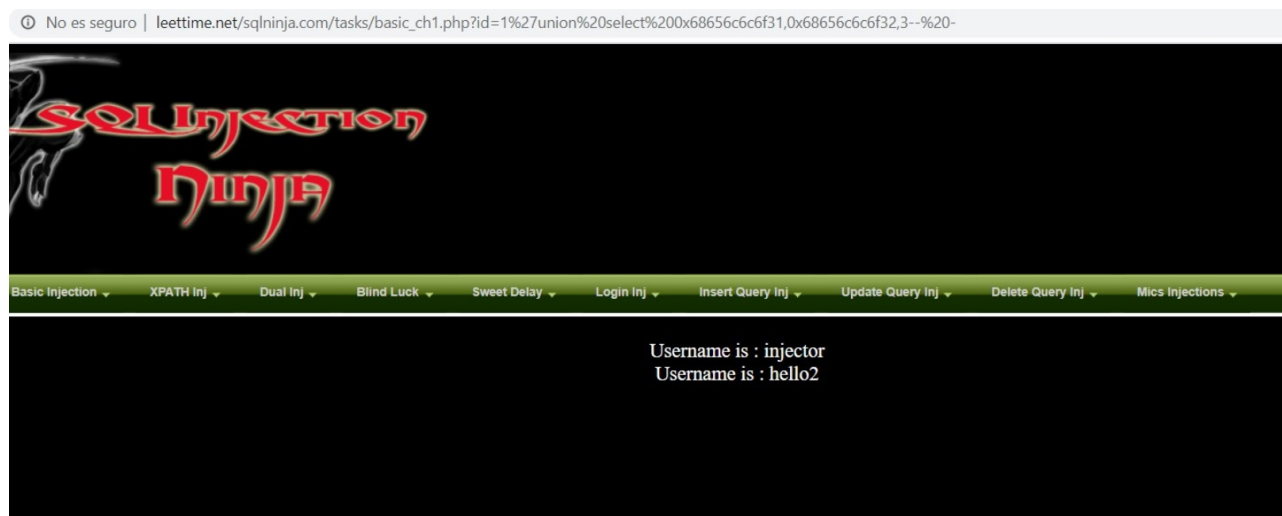 No es seguro | leettime.net/sqlninja.com/tasks/basic_ch1.php?id=1%27union%20select%200x68656c6c6f31,0x68656c6c6f32,3--%20-
SQL Injection
Ninja
Basic Injection XPATH Inj Dual Inj Blind Luck Sweet Delay Login Inj Insert Query Inj Update Query Inj Delete Query Inj Mics Injections
Username is : injector
Username is : hello2